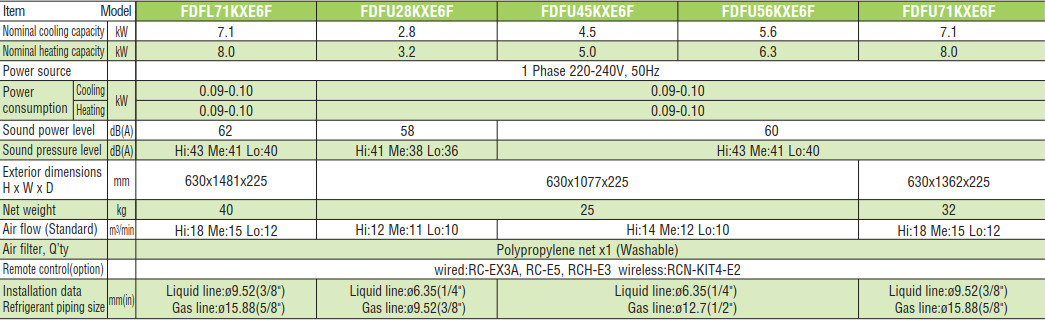 Item Model FDFL71KXE6F FDFU28KXE6F FDFU45KXE6F FDFU56KXE6F FDFU71KXE6F
Nominal cooling capacity kW 7.1 2.8 4.5 5.6 7.1
Nominal heating capacity kW 8.0 3.2 5.0 6.3 8.0
Power source 1 Phase 220-240V, 50Hz
Power consumption Cooling kW 0.09-0.10 0.09-0.10
Heating 0.09-0.10 0.09-0.10
Sound power level dB(A) 62 58 60
Sound pressure level dB(A) Hi:43 Me:41 Lo:40 Hi:41 Me:38 Lo:36 Hi:43 Me:41 Lo:40
Exterior dimensions
H x W x D mm 630x1481x225 630x1077x225 630x1362x225
Net weight kg 40 25 32
Air flow (Standard) m³/min Hi:18 Me:15 Lo:12 Hi:12 Me:11 Lo:10 Hi:14 Me:12 Lo:10 Hi:18 Me:15 Lo:12
Air filter, Q'ty Polypropylene net x1 (Washable)
Remote control(option) wired:RC-EX3A, RC-E5, RCH-E3 wireless:RCN-KIT4-E2
Installation data mm(in) Liquid line:ø9.52(3/8") Liquid line:ø6.35(1/4") Liquid line:ø6.35(1/4") Liquid line:ø9.52(3/8")
Refrigerant piping size Gas line:ø15.88(5/8") Gas line:ø9.52(3/8") Gas line:ø12.7(1/2") Gas line:ø15.88(5/8")